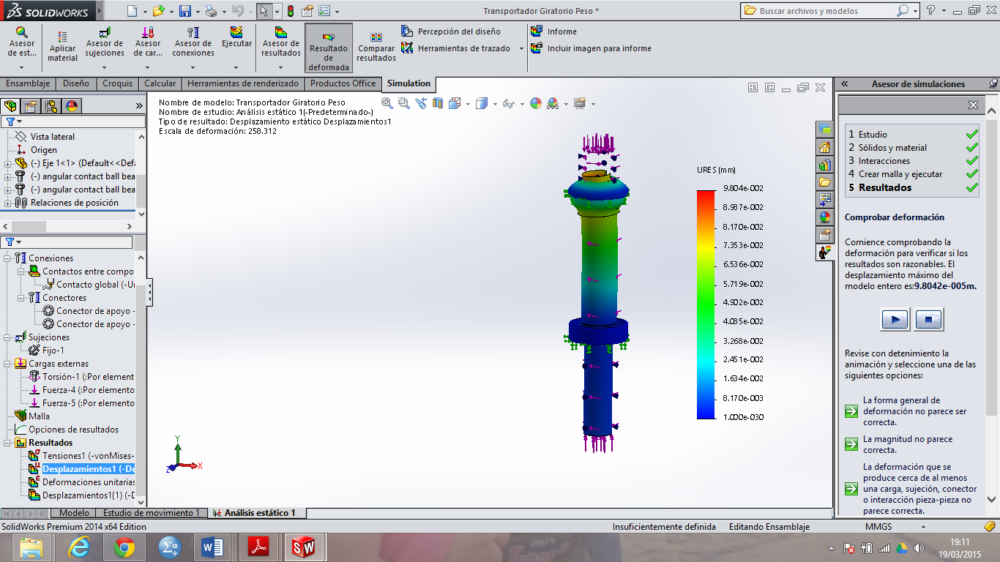 SOLIDWORKS
Transportador Giratorio Peso *
Buscar archivos y modelos
Asesor de est...
Aplicar material
Asesor de sujeciones
Asesor de car...
Asesor de conexiones
Ejecutar
Asesor de resultados
Resultado de deformada
Comparar resultados
Percepción del diseño
Herramientas de trazado
Informe
Incluir imagen para informe
Ensamblaje
Diseño
Croquis
Calcular
Herramientas de renderizado
Productos Office
Simulation
Vista lateral
Origen
(-) Eje 1<1> (Default<<Defa
(-) angular contact ball bea
(-) angular contact ball bea
Relaciones de posición
Conexiones
Contactos entre compo
Contacto global (-Un
Conectores
Conector de apoyo -
Conector de apoyo -
Sujeciones
Fijo-1
Cargas externas
Torsión-1 (:Por element
Fuerza-4 (:Por elemento
Fuerza-5 (:Por elemento
Malla
Opciones de resultados
Resultados
Tensiones1 (-vonMises-
Desplazamientos1 (-De
Deformaciones unitarias
Desplazamientos1{1} (-D
Nombre de modelo: Transportador Giratorio Peso
Nombre de estudio: Análisis estático 1(-Predeterminado-)
Tipo de resultado: Desplazamiento estático Desplazamientos1
Escala de deformación: 258.312
URES (mm)
9.804e-002
8.987e-002
8.170e-002
7.353e-002
6.536e-002
5.719e-002
4.902e-002
4.085e-002
3.268e-002
2.451e-002
1.634e-002
8.170e-003
1.000e-030
Y
X
Z
Asesor de simulaciones
1 Estudio
2 Sólidos y material
3 Interacciones
4 Crear malla y ejecutar
5 Resultados
Comprobar deformación
Comience comprobando la
deformación para verificar si los
resultados son razonables. El
desplazamiento máximo del
modelo entero es:9.8042e-005m.
Revise con detenimiento la
animación y seleccione una de las
siguientes opciones:
La forma general de
deformación no parece ser
correcta.
La magnitud no parece
correcta.
La deformación que se
produce cerca de al menos
una carga, sujeción, conector
o interacción pieza-pieza no
parece correcta.
Modelo
Estudio de movimiento 1
Análisis estático 1
SolidWorks Premium 2014 x64 Edition
Insuficientemente definida
Editando Ensamblaje
MMGS
19:11
19/03/2015